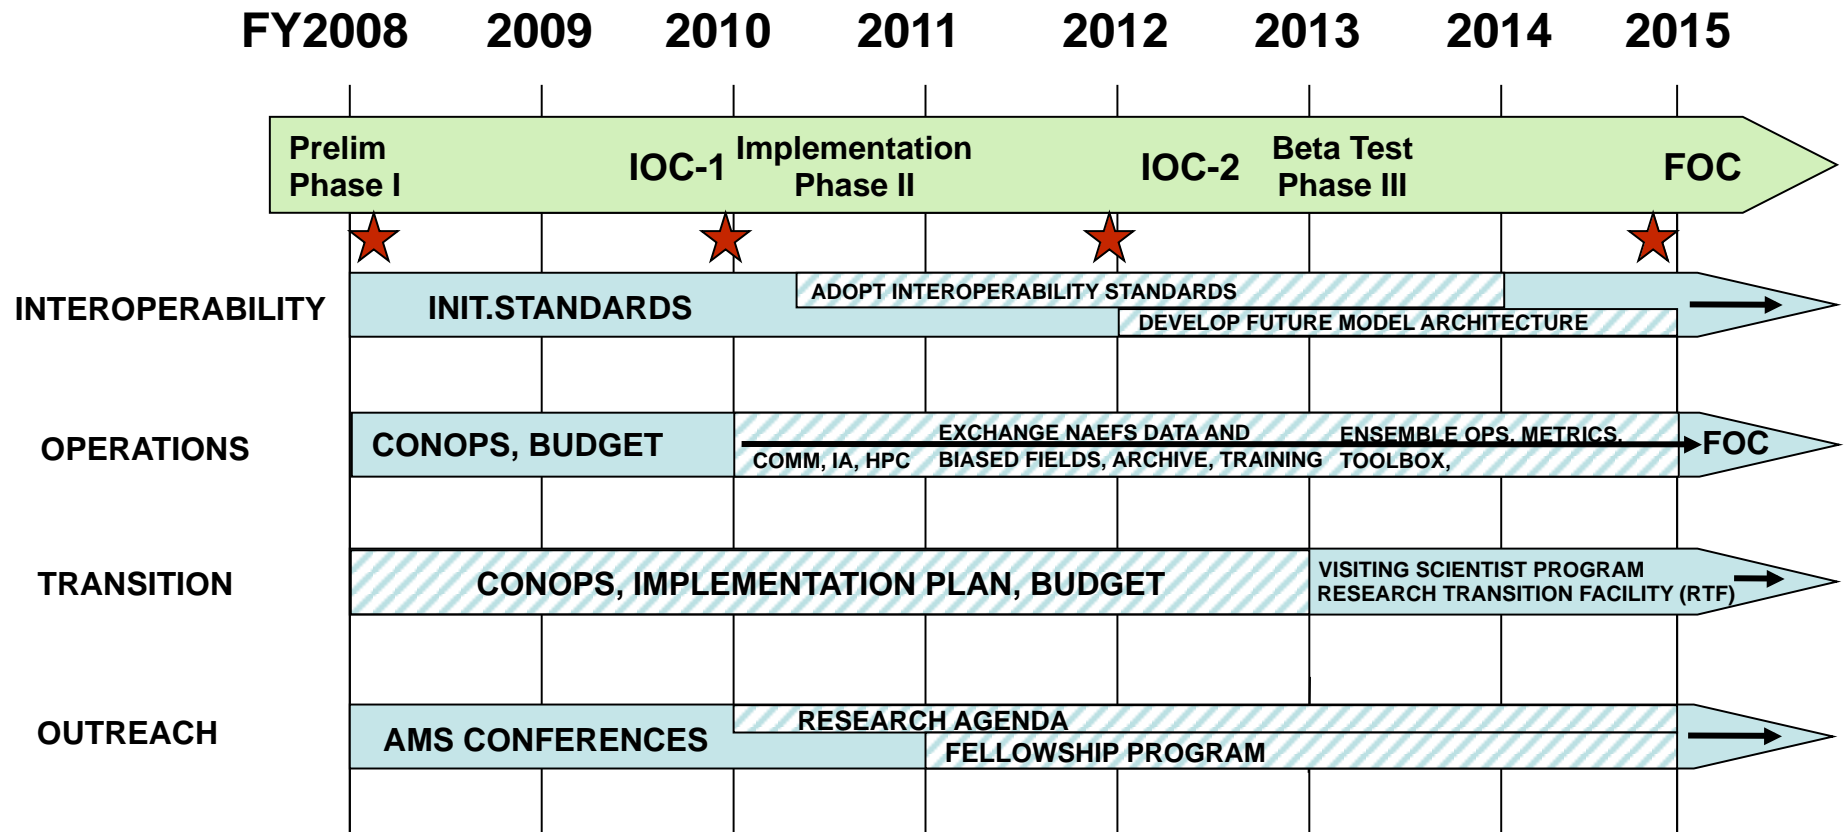 FY2008 2009 2010 2011 2012 2013 2014 2015
Prelim
Phase I
IOC-1
Implementation
Phase II
IOC-2
Beta Test
Phase III
FOC
INTEROPERABILITY
INIT.STANDARDS
ADOPT INTEROPERABILITY STANDARDS
DEVELOP FUTURE MODEL ARCHITECTURE
OPERATIONS
CONOPS, BUDGET
COMM, IA, HPC
EXCHANGE NAEFS DATA AND
BIASED FIELDS, ARCHIVE, TRAINING
ENSEMBLE OPS. METRICS.
TOOLBOX,
FOC
TRANSITION
CONOPS, IMPLEMENTATION PLAN, BUDGET
VISITING SCIENTIST PROGRAM
RESEARCH TRANSITION FACILITY (RTF)
OUTREACH
AMS CONFERENCES
RESEARCH AGENDA
FELLOWSHIP PROGRAM